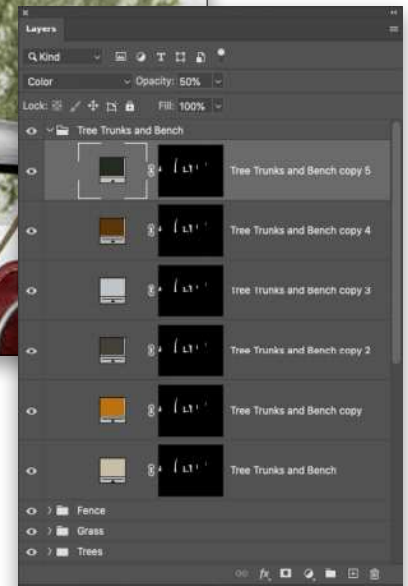 Layers
Kind
Color Opacity: 50%
Lock: Fill: 100%
Tree Trunks and Bench
Tree Trunks and Bench copy 5
Tree Trunks and Bench copy 4
Tree Trunks and Bench copy 3
Tree Trunks and Bench copy 2
Tree Trunks and Bench copy
Tree Trunks and Bench
Fence
Grass
Trees
fx